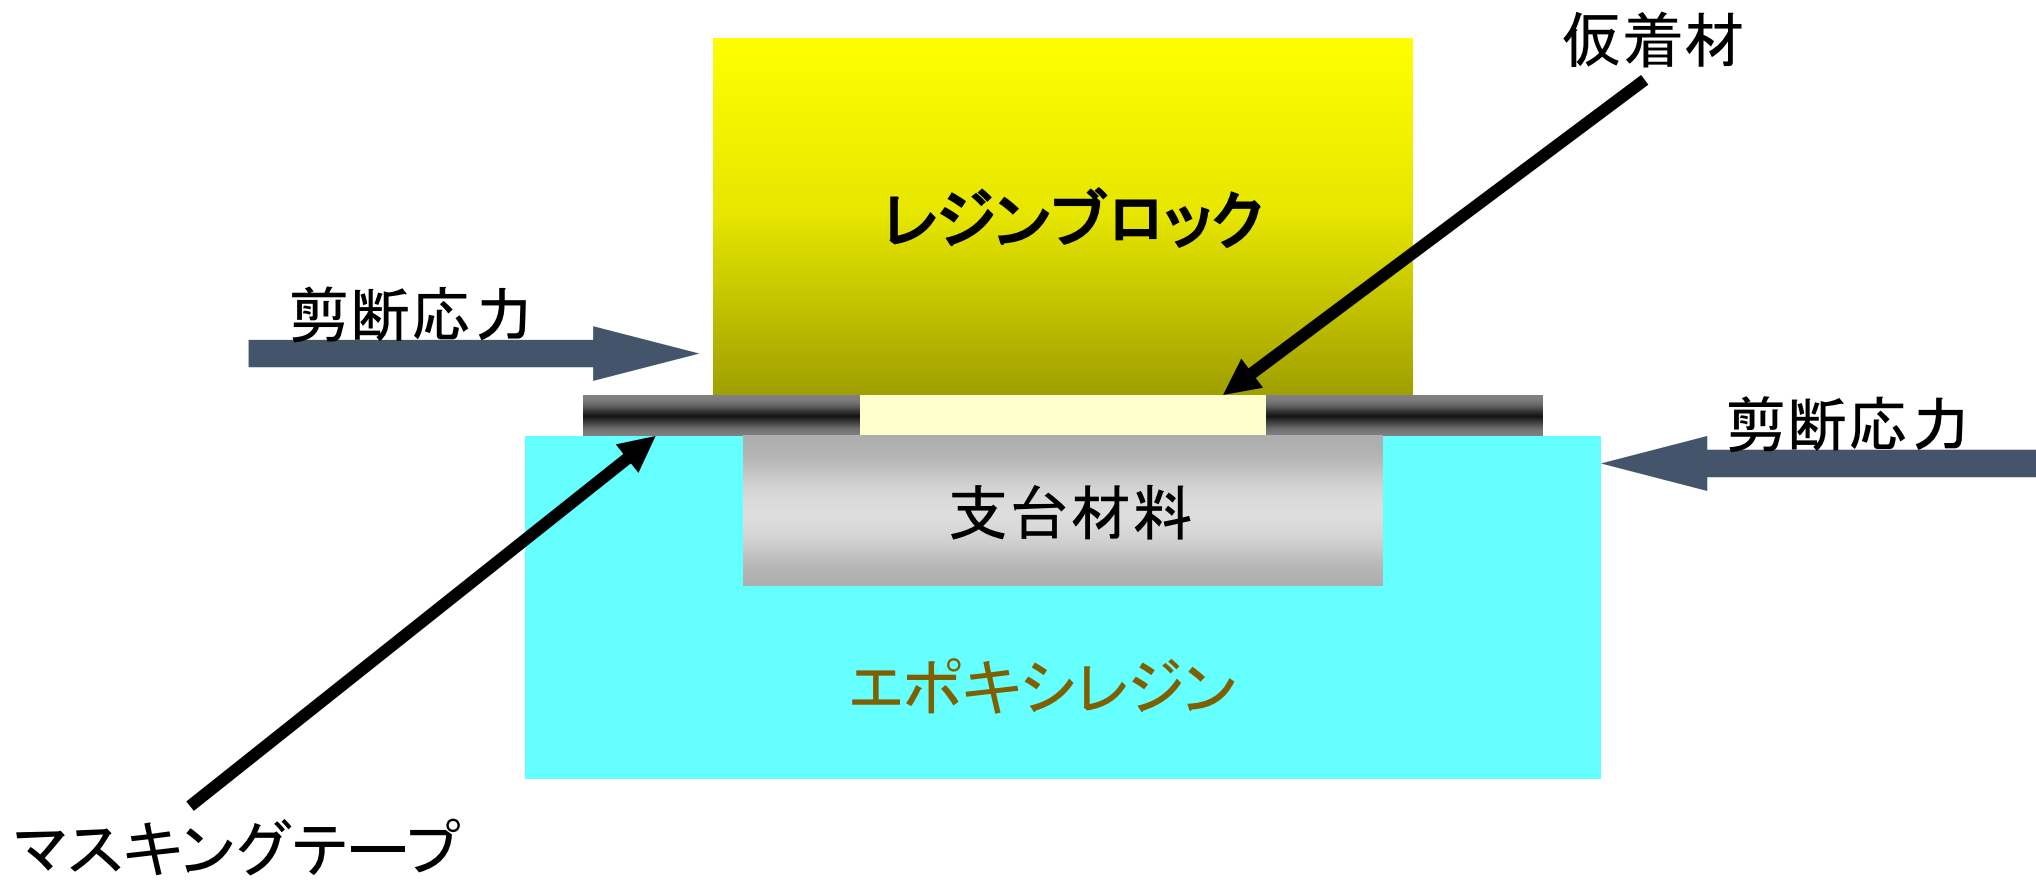 仮着材
レジンブロック
剪断応力
剪断応力
支台材料
エポキシレジン
マスキングテープ